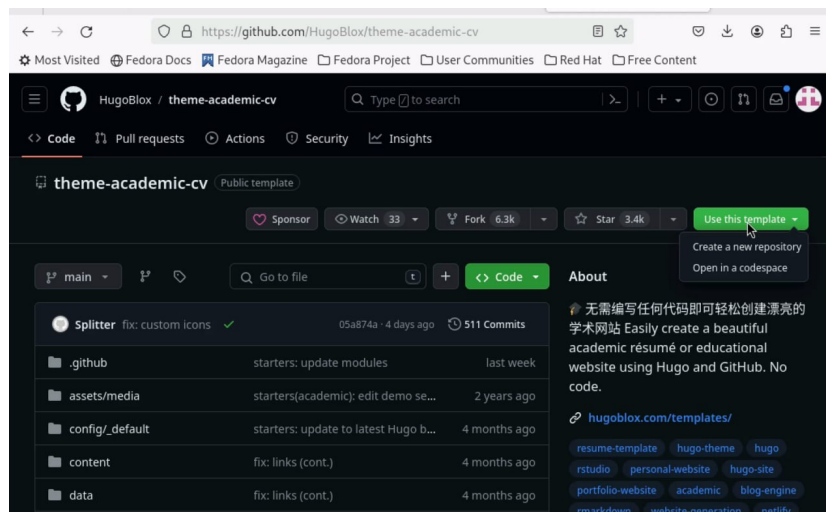 https://github.com/HugoBlox/theme-academic-cv
Most Visited Fedora Docs Fedora Magazine Fedora Project User Communities Red Hat Free Content
HugoBlox / theme-academic-cv Type / to search
Code Pull requests Actions Security Insights
theme-academic-cv Public template
Sponsor Watch 33 Fork 6.3k Star 3.4k Use this template
Create a new repository
Open in a codespace
main Go to file t + Code
About
Splitter fix: custom icons 05a874a · 4 days ago 511 Commits
.github starters: update modules last week
assets/media starters(academic): edit demo se... 2 years ago
config/_default starters: update to latest Hugo b... 4 months ago
content fix: links (cont.) 4 months ago
data fix: links (cont.) 4 months ago
🎓 无需编写任何代码即可轻松创建漂亮的
学术网站 Easily create a beautiful
academic résumé or educational
website using Hugo and GitHub. No
code.
hugoblox.com/templates/
resume-template hugo-theme hugo
rstudio personal-website hugo-site
portfolio-website academic blog-engine
rmarkdown website-generation netlify